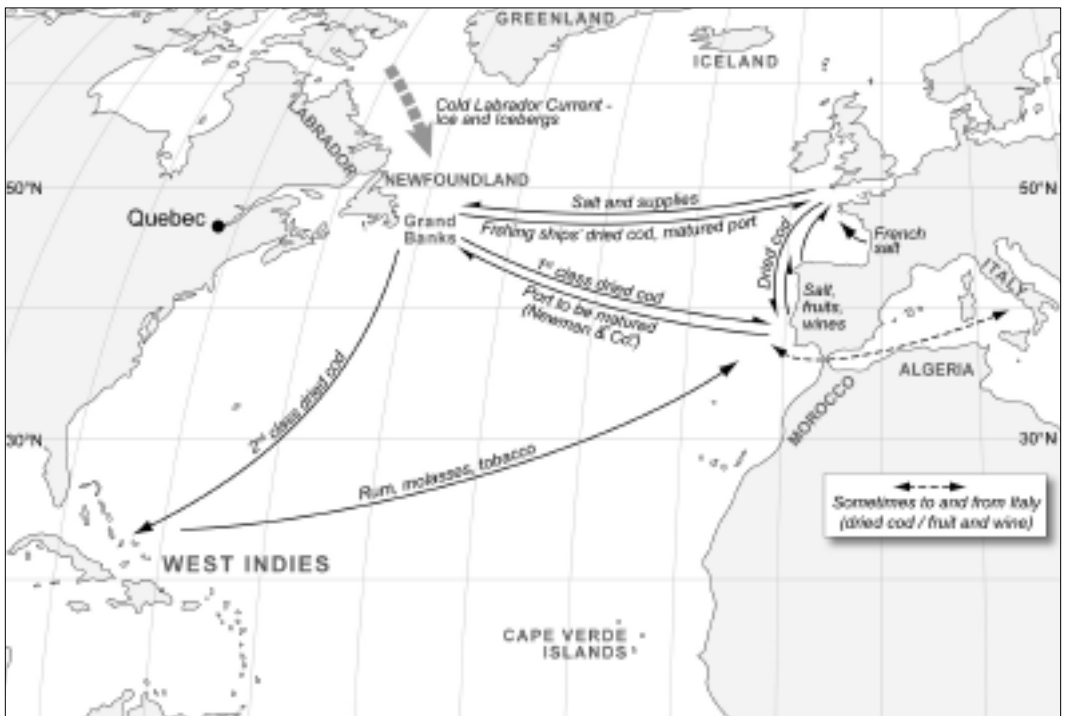 GREENLAND
ICELAND
Cold Labrador Current -
Ice and Icebergs
LABRADOR
50°N
NEWFOUNDLAND
50°N
Quebec
Grand
Banks
Salt and supplies
Fishing ships' dried cod, matured port
Dried cod
French
salt
1st class dried cod
Port to be matured
(Newman & Co.)
Salt,
fruits,
wines
ITALY
ALGERIA
MOROCCO
2nd class dried cod
30°N
30°N
Rum, molasses, tobacco
Sometimes to and from Italy
(dried cod / fruit and wine)
WEST INDIES
CAPE VERDE
ISLANDS